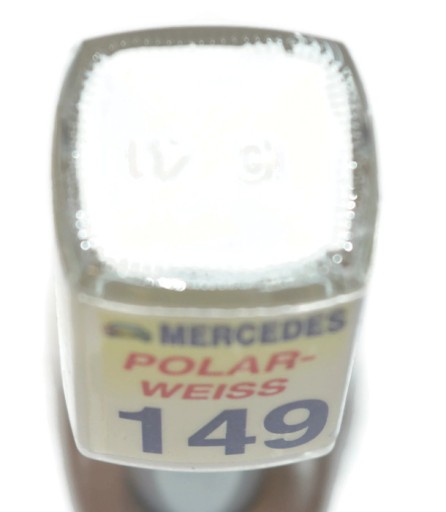 MERCEDES
POLAR-
WEISS
149